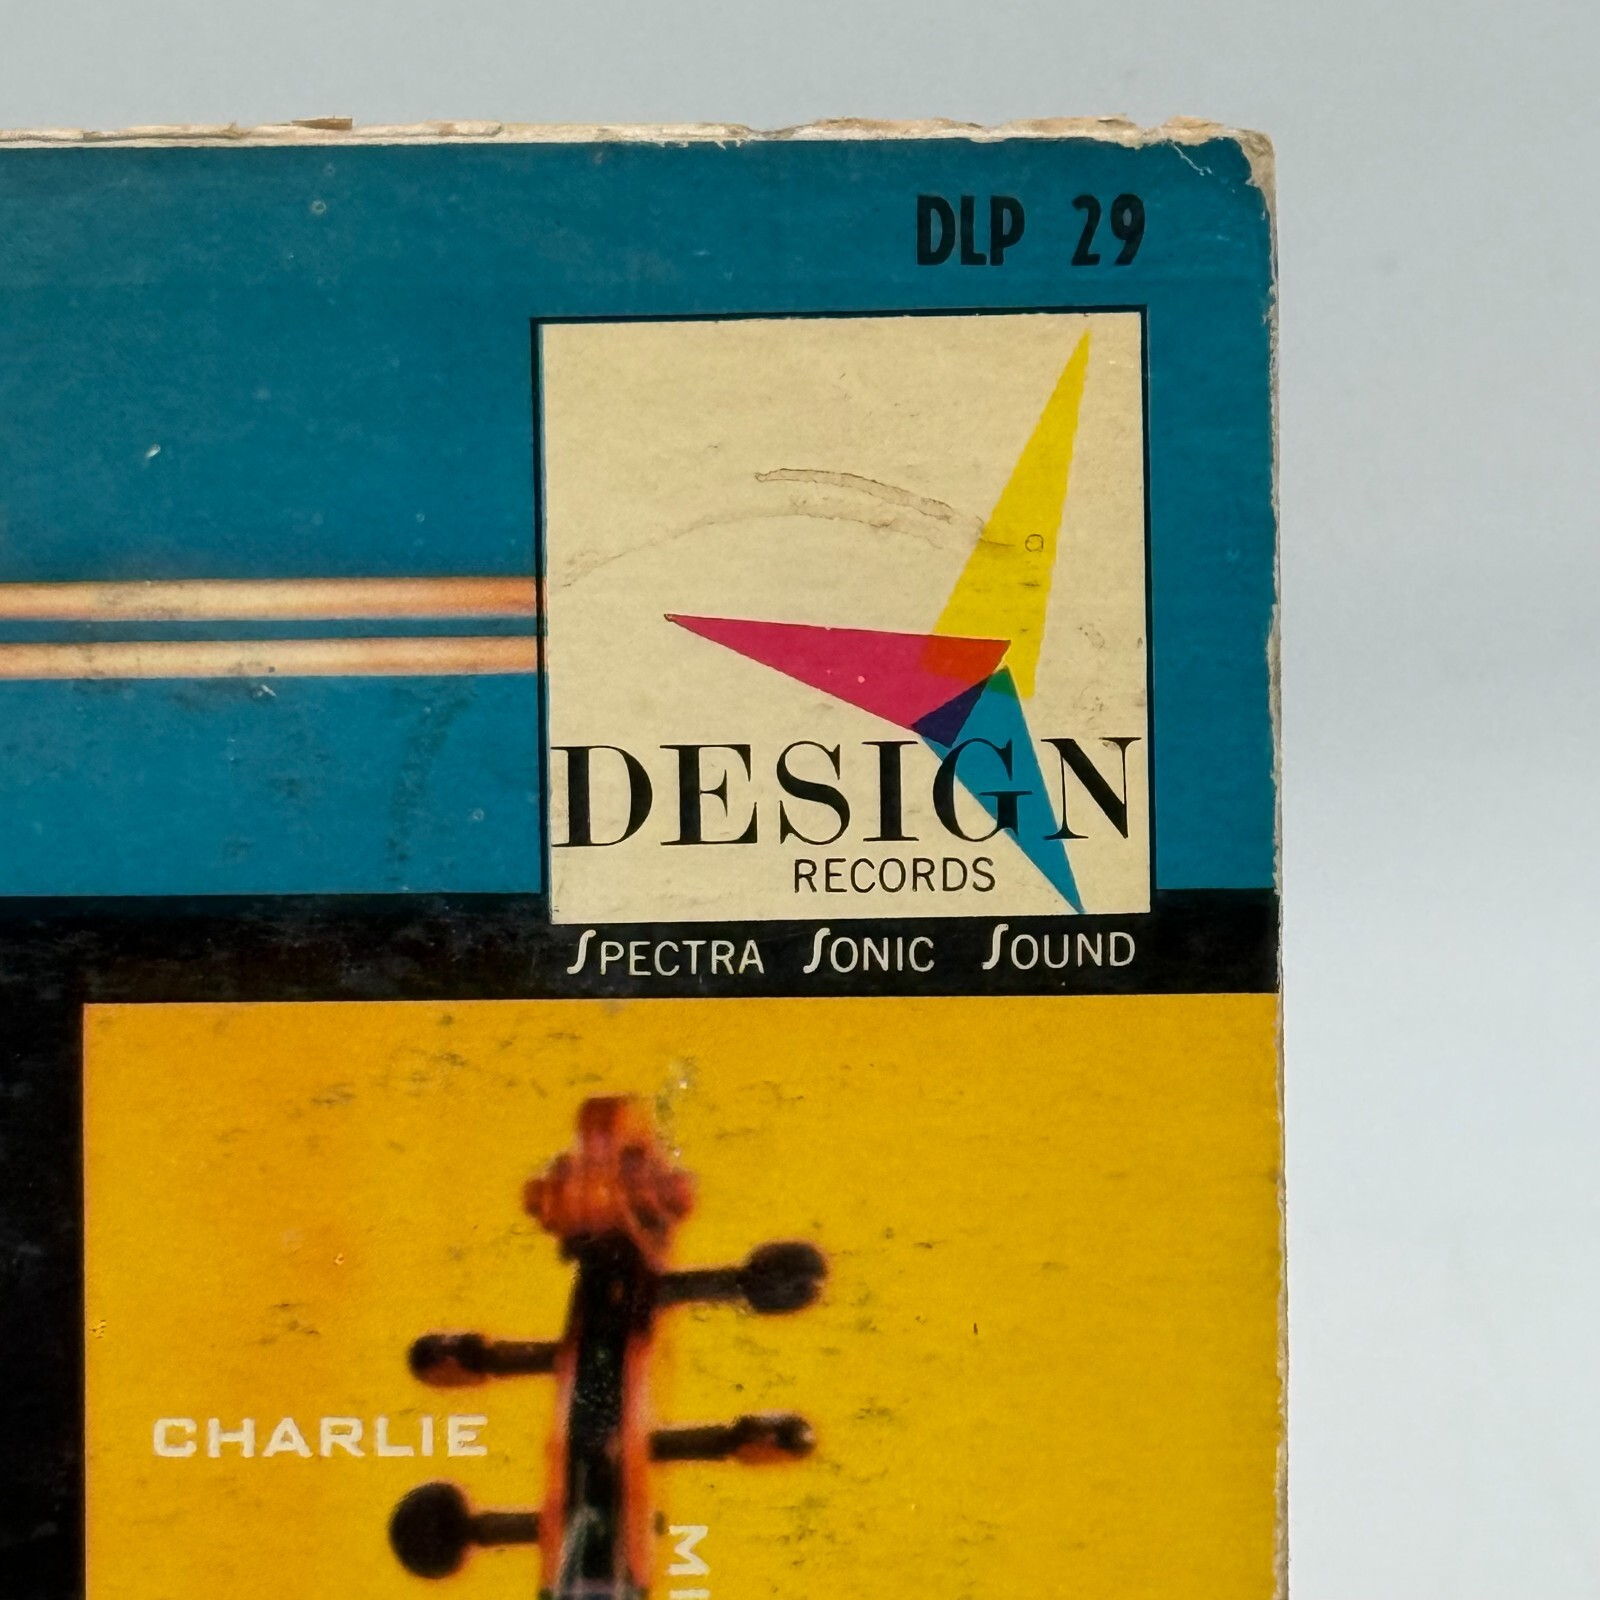 DLP 29
DESIGN
RECORDS
SPECTRA SONIC SOUND
CHARLIE